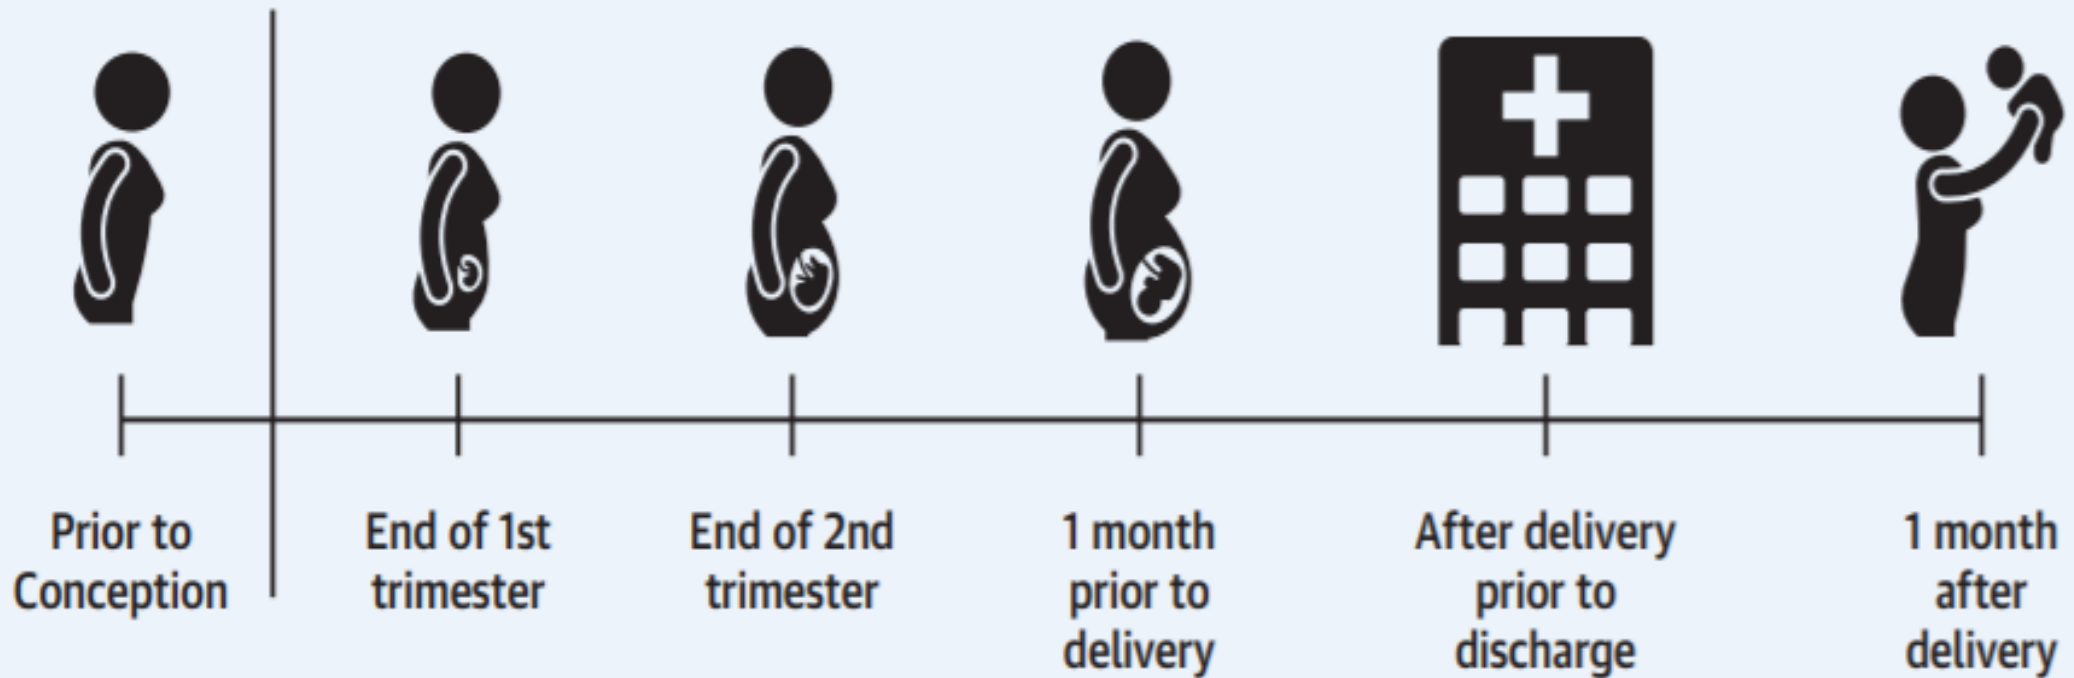 Prior to
Conception
End of 1st
trimester
End of 2nd
trimester
1 month
prior to
delivery
After delivery
prior to
discharge
1 month
after
delivery